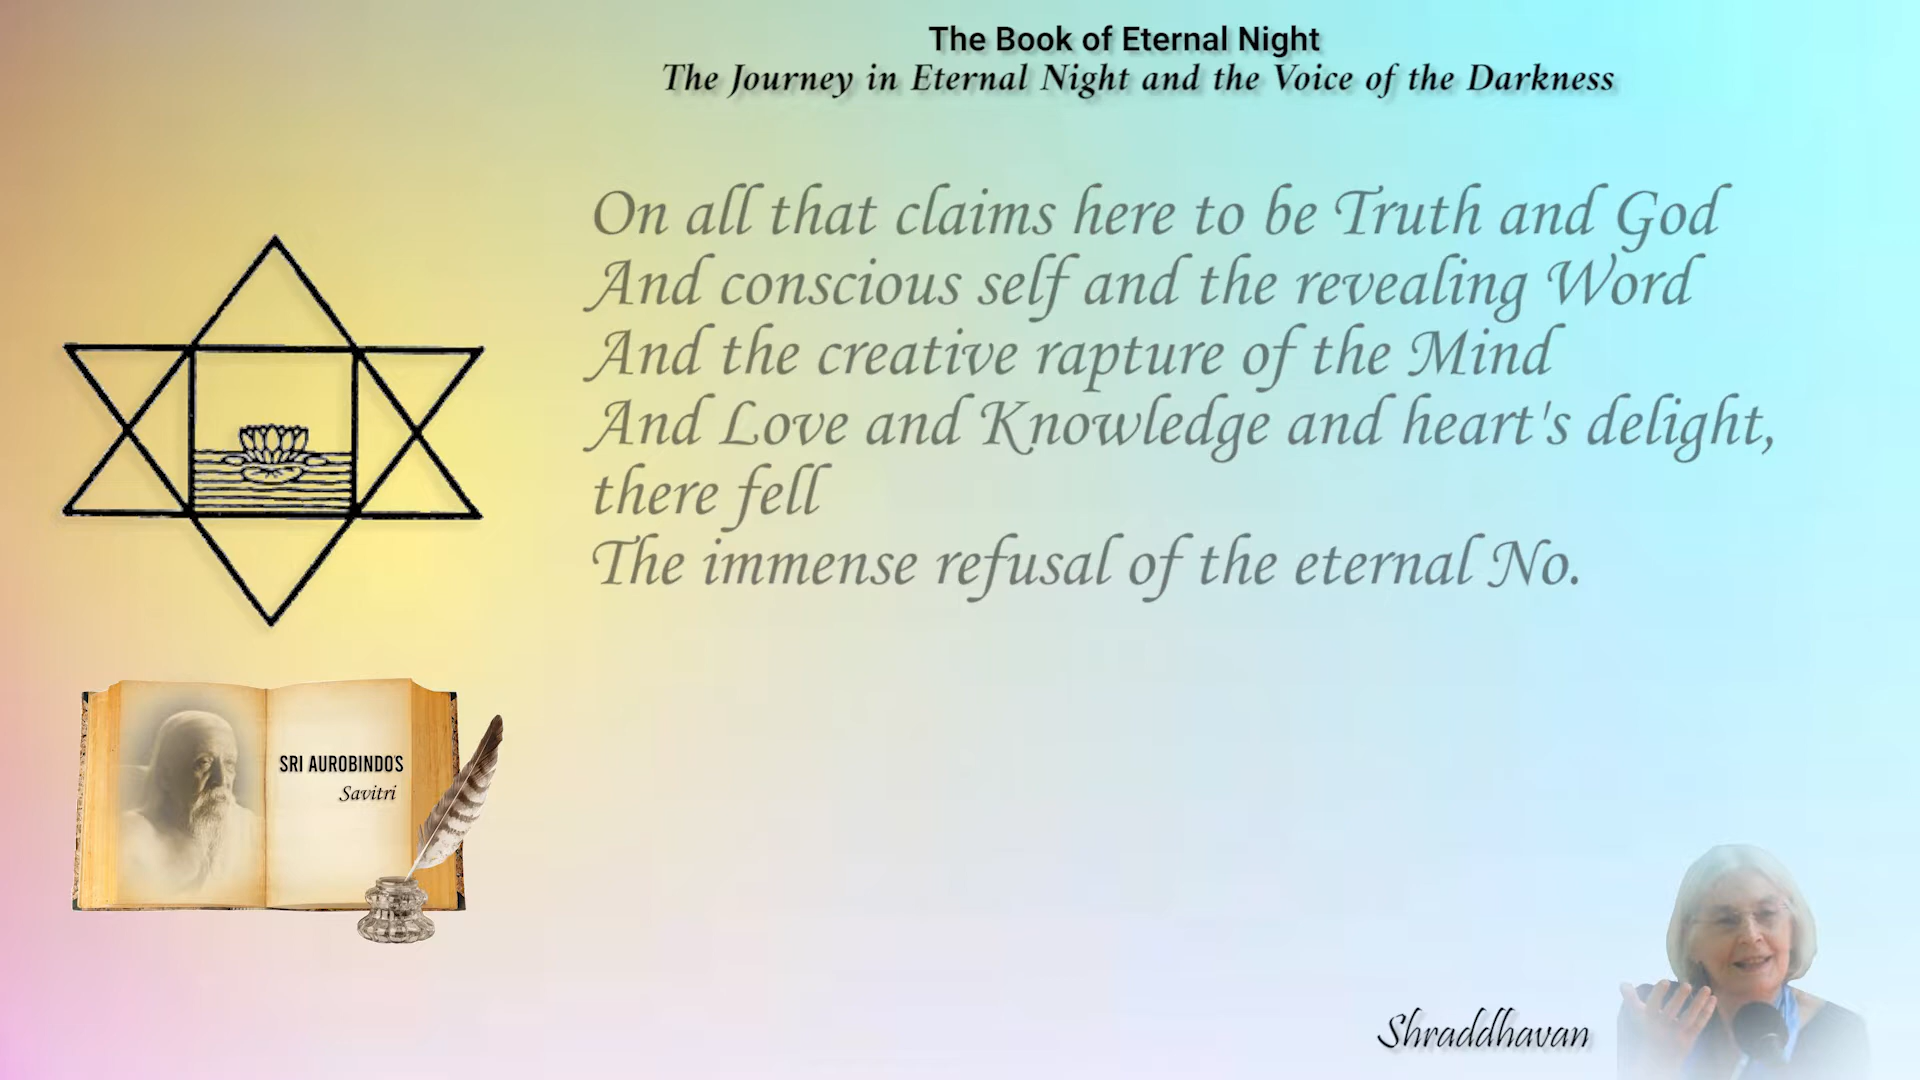 The Book of Eternal Night
The Journey in Eternal Night and the Voice of the Darkness
On all that claims here to be Truth and God
And conscious self and the revealing Word
And the creative rapture of the Mind
And Love and Knowledge and heart's delight,
there fell
The immense refusal of the eternal No.
SRI AUROBINDO'S
Savitri
Shraddhavan